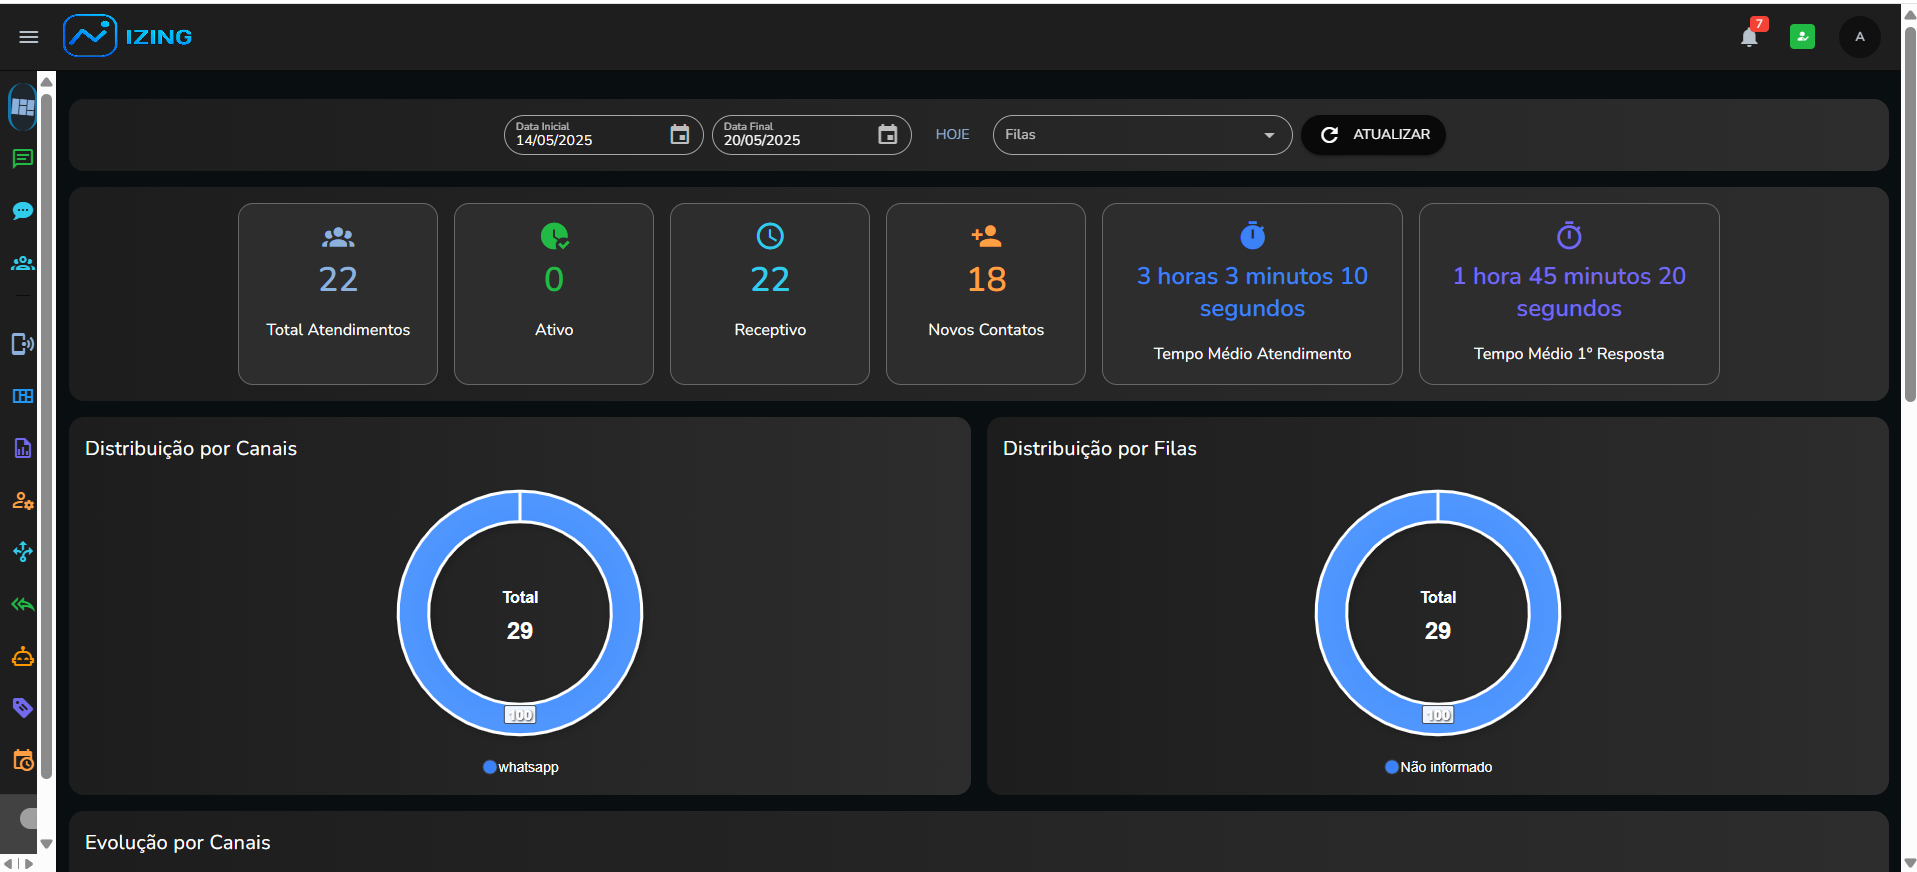 IZING
7
A
Data Inicial
14/05/2025
Data Final
20/05/2025
HOJE
Filas
ATUALIZAR
22
Total Atendimentos
0
Ativo
22
Receptivo
18
Novos Contatos
3 horas 3 minutos 10
segundos
Tempo Médio Atendimento
1 hora 45 minutos 20
segundos
Tempo Médio 1º Resposta
Distribuição por Canais
Total
29
100
whatsapp
Distribuição por Filas
Total
29
100
Não informado
Evolução por Canais